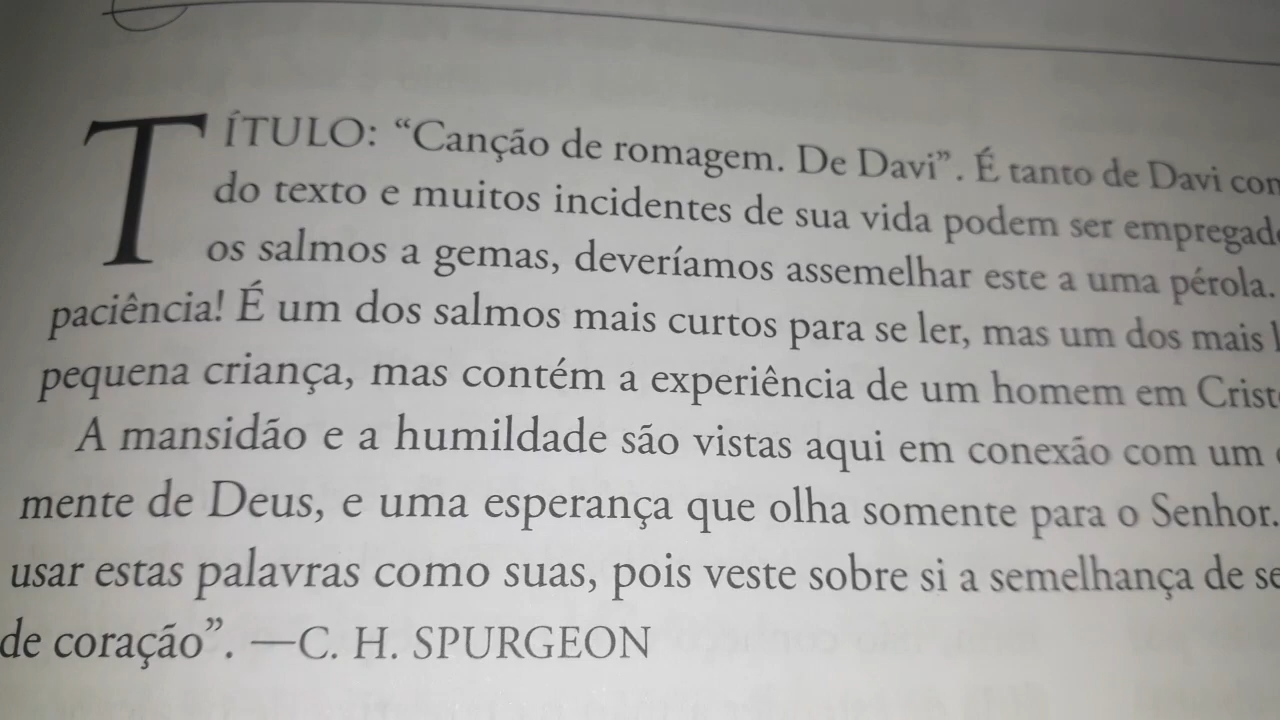 TÍTULO: “Canção de romagem. De Davi”. É tanto de Davi
do texto e muitos incidentes de sua vida podem ser
os salmos a gemas, deveríamos assemelhar este a uma pérola.
paciência! É um dos salmos mais curtos para se ler, mas um dos mais
pequena criança, mas contém a experiência de um homem em
A mansidão e a humildade são vistas aqui em conexão com um
mente de Deus, e uma esperança que olha somente para o Senhor.
usar estas palavras como suas, pois veste sobre si a semelhança de
de coração”. —C. H. SPURGEON